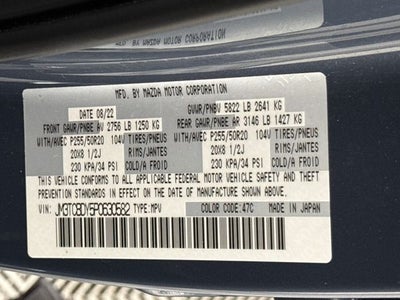 MFD. BY MAZDA MOTOR CORPORATION
DATE 08/22 GVWR/PNBV 5822 LB 2641 KG
FRONT GAWR/PNBE AV 2756 LB 1250 KG REAR GAWR/PNBE AR 3146 LB 1427 KG
WITH/AVEC P255/50R20 104V TIRES/PNEUS WITH/AVEC P255/50R20 104V TIRES/PNEUS
20X8 1/2J RIMS/JANTES 20X8 1/2J RIMS/JANTES
230 KPA/34 PSI COLD/A FROID 230 KPA/34 PSI COLD/A FROID
THIS VEHICLE CONFORMS TO ALL APPLICABLE FEDERAL MOTOR VEHICLE SAFETY, BUMPER, AND THEFT
PREVENTION STANDARDS IN EFFECT ON THE DATE OF MANUFACTURE SHOWN ABOVE.
VIN: JM3TCBDY5P0630582 TYPE: MPV COLOR CODE: 47C MADE IN JAPAN